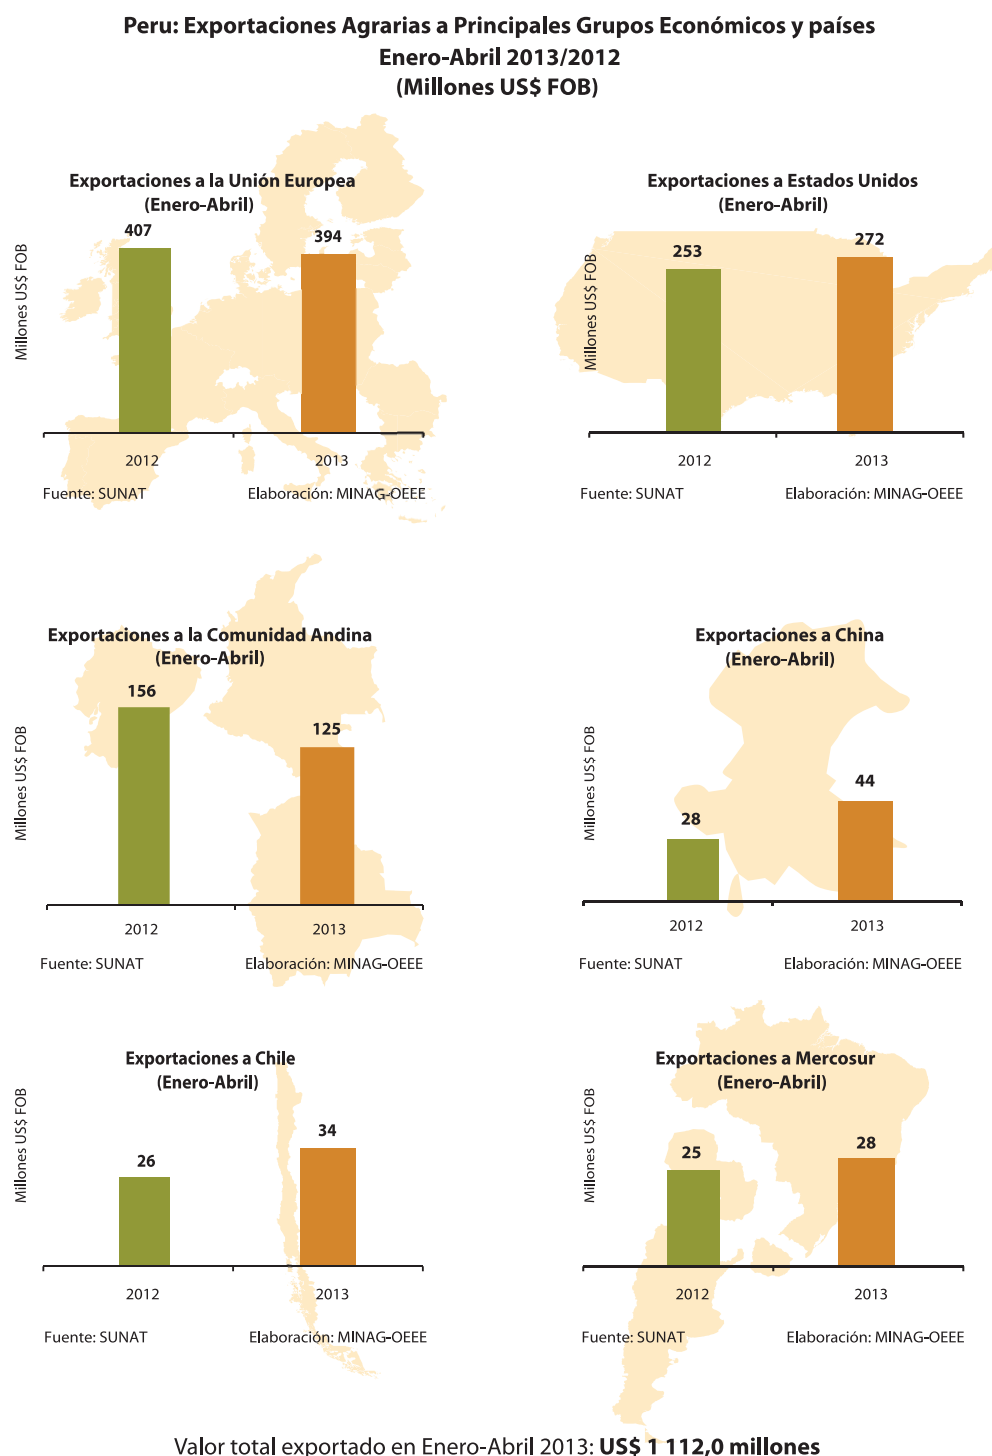 Peru: Exportaciones Agrarias a Principales Grupos Económicos y países
Enero-Abril 2013/2012
(Millones US$ FOB)
Exportaciones a la Unión Europea
(Enero-Abril)
Millones US$ FOB
407
394
2012
2013
Fuente: SUNAT
Elaboración: MINAG-OEEE
Exportaciones a Estados Unidos
(Enero-Abril)
Millones US$ FOB
253
272
2012
2013
Fuente: SUNAT
Elaboración: MINAG-OEEE
Exportaciones a la Comunidad Andina
(Enero-Abril)
Millones US$ FOB
156
125
2012
2013
Fuente: SUNAT
Elaboración: MINAG-OEEE
Exportaciones a China
(Enero-Abril)
Millones US$ FOB
28
44
2012
2013
Fuente: SUNAT
Elaboración: MINAG-OEEE
Exportaciones a Chile
(Enero-Abril)
Millones US$ FOB
26
34
2012
2013
Fuente: SUNAT
Elaboración: MINAG-OEEE
Exportaciones a Mercosur
(Enero-Abril)
Millones US$ FOB
25
28
2012
2013
Fuente: SUNAT
Elaboración: MINAG-OEEE
Valor total exportado en Enero-Abril 2013: US$ 1 112,0 millones